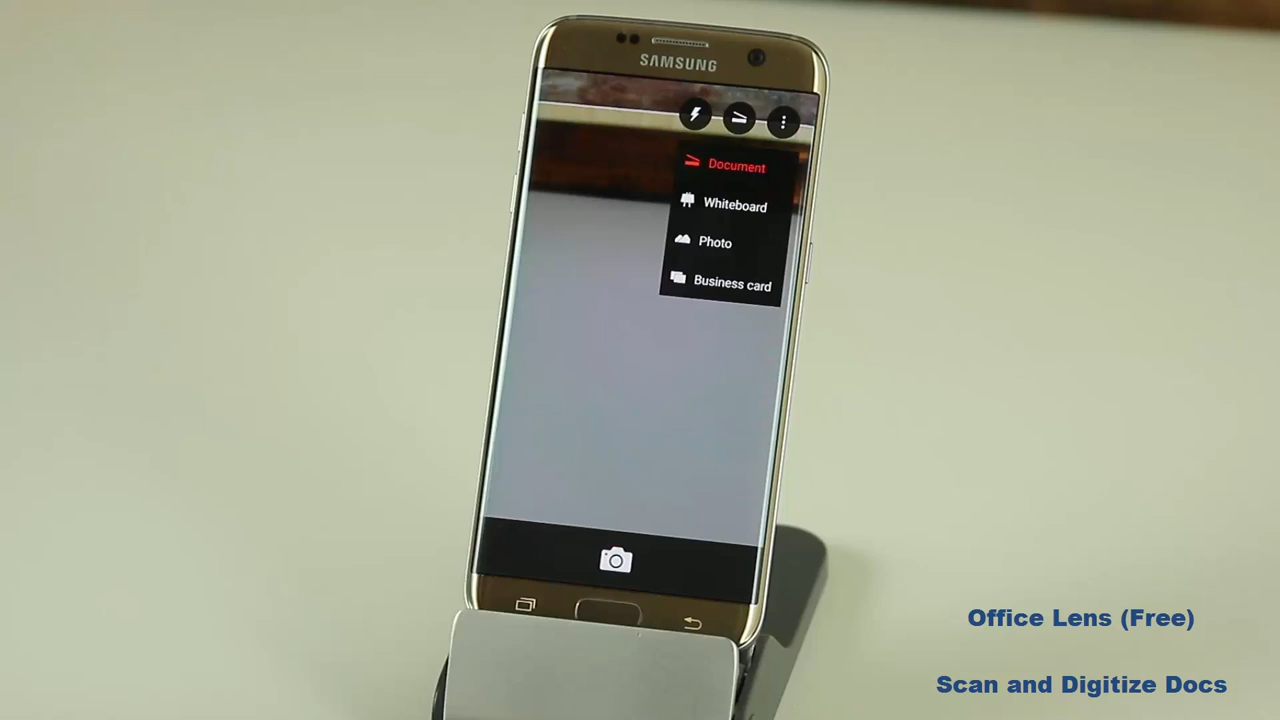 SAMSUNG
Document
Whiteboard
Photo
Business card
Office Lens (Free)
Scan and Digitize Docs